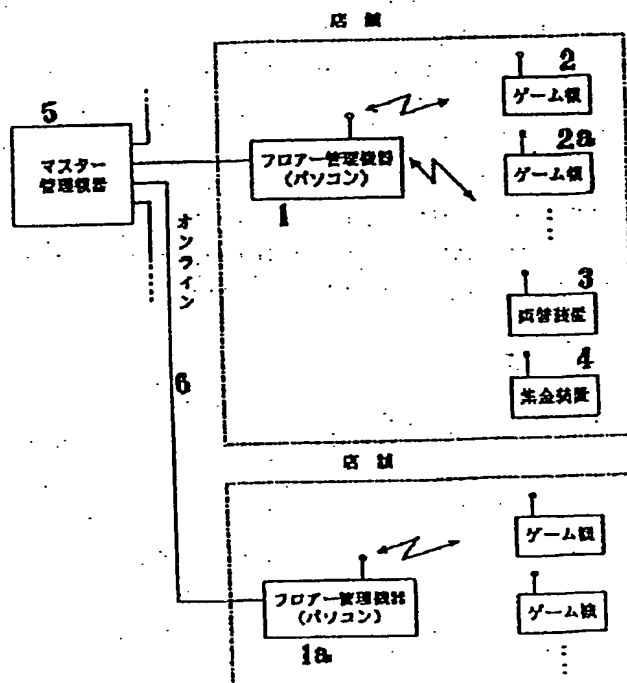 店舗
5
マスター
管理機器
オンライン
6
フロアー管理機器
(パソコン)
1
2
ゲーム機
2a
ゲーム機
3
両替装置
4
集金装置
店舗
フロアー管理機器
(パソコン)
1a
ゲーム機
ゲーム機